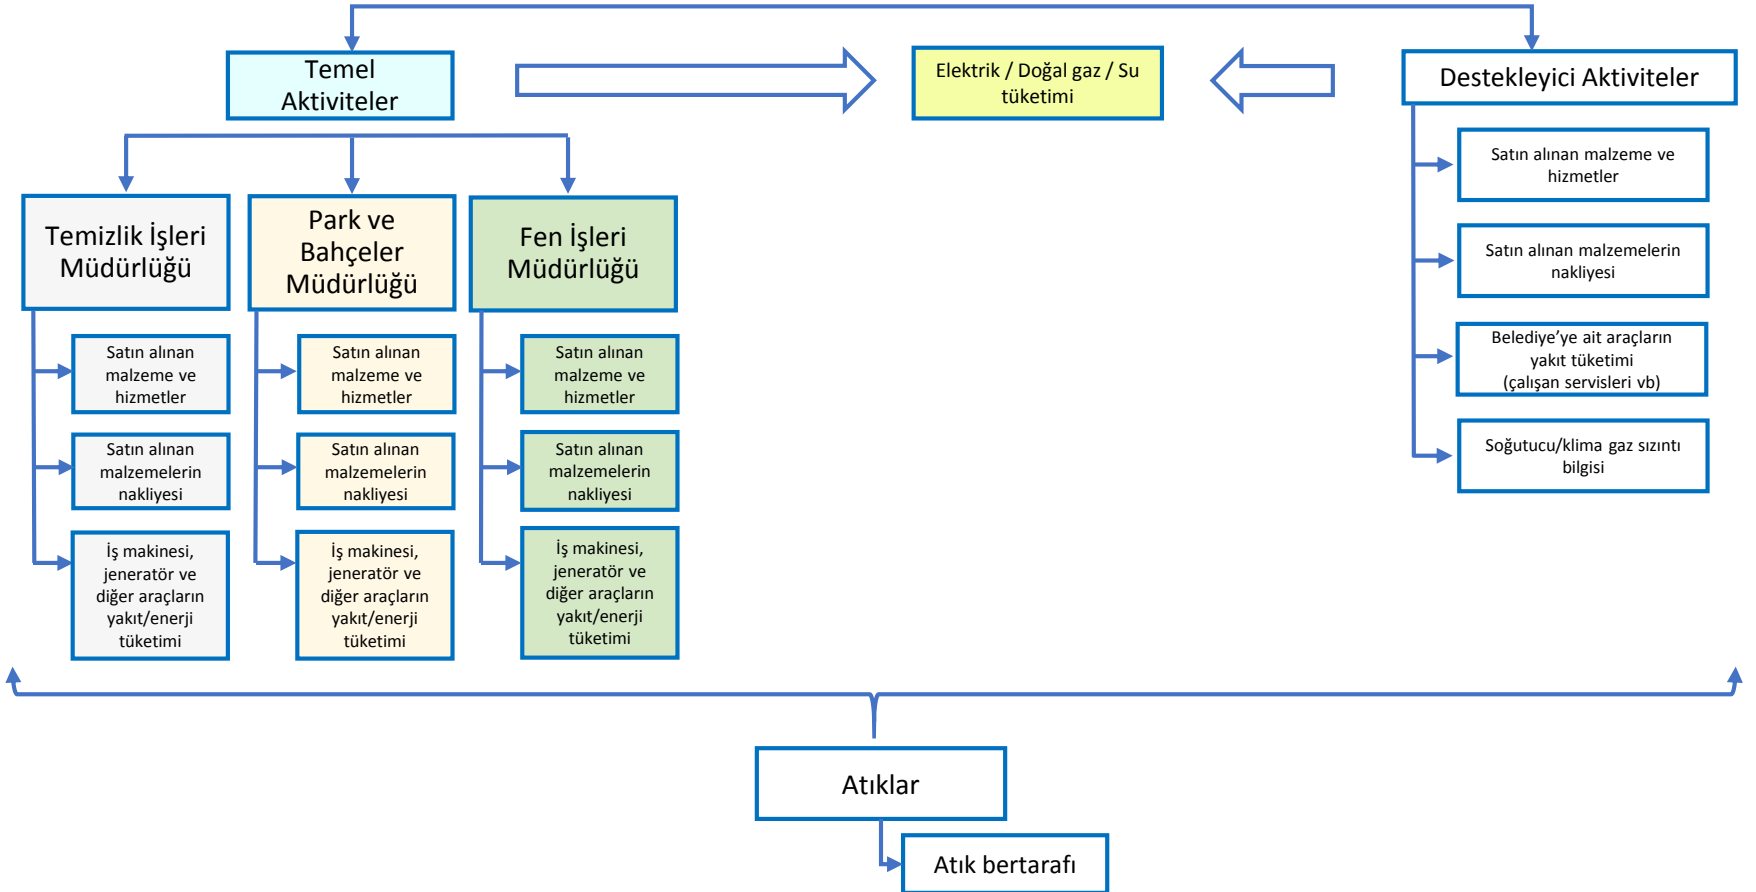 Temel
Aktiviteler
Elektrik / Doğal gaz / Su
tüketimi
Destekleyici Aktiviteler
Temizlik İşleri
Müdürlüğü
Satın alınan
malzeme ve
hizmetler
Satın alınan
malzemelerin
nakliyesi
İş makinesi,
jeneratör ve
diğer araçların
yakıt/enerji
tüketimi
Park ve
Bahçeler
Müdürlüğü
Satın alınan
malzeme ve
hizmetler
Satın alınan
malzemelerin
nakliyesi
İş makinesi,
jeneratör ve
diğer araçların
yakıt/enerji
tüketimi
Fen İşleri
Müdürlüğü
Satın alınan
malzeme ve
hizmetler
Satın alınan
malzemelerin
nakliyesi
İş makinesi,
jeneratör ve
diğer araçların
yakıt/enerji
tüketimi
Satın alınan malzeme ve
hizmetler
Satın alınan malzemelerin
nakliyesi
Belediye’ye ait araçların
yakıt tüketimi
(çalışan servisleri vb)
Soğutucu/klima gaz sızıntı
bilgisi
Atıklar
Atık bertarafı